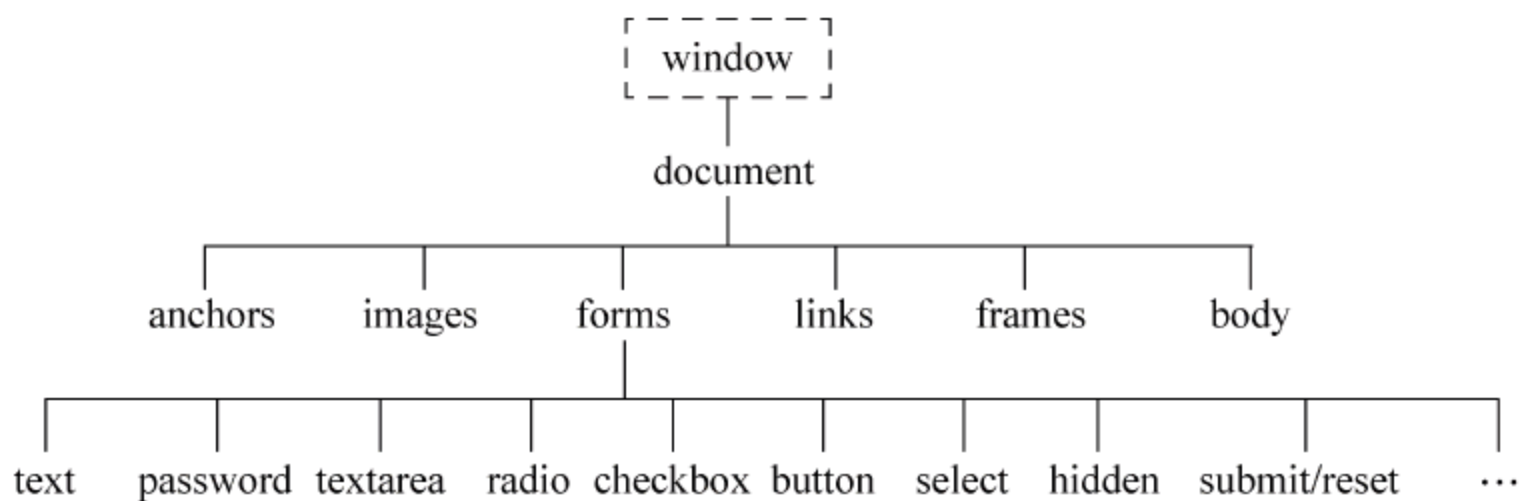 window
document
anchors images forms links frames body
text password textarea radio checkbox button select hidden submit/reset ...